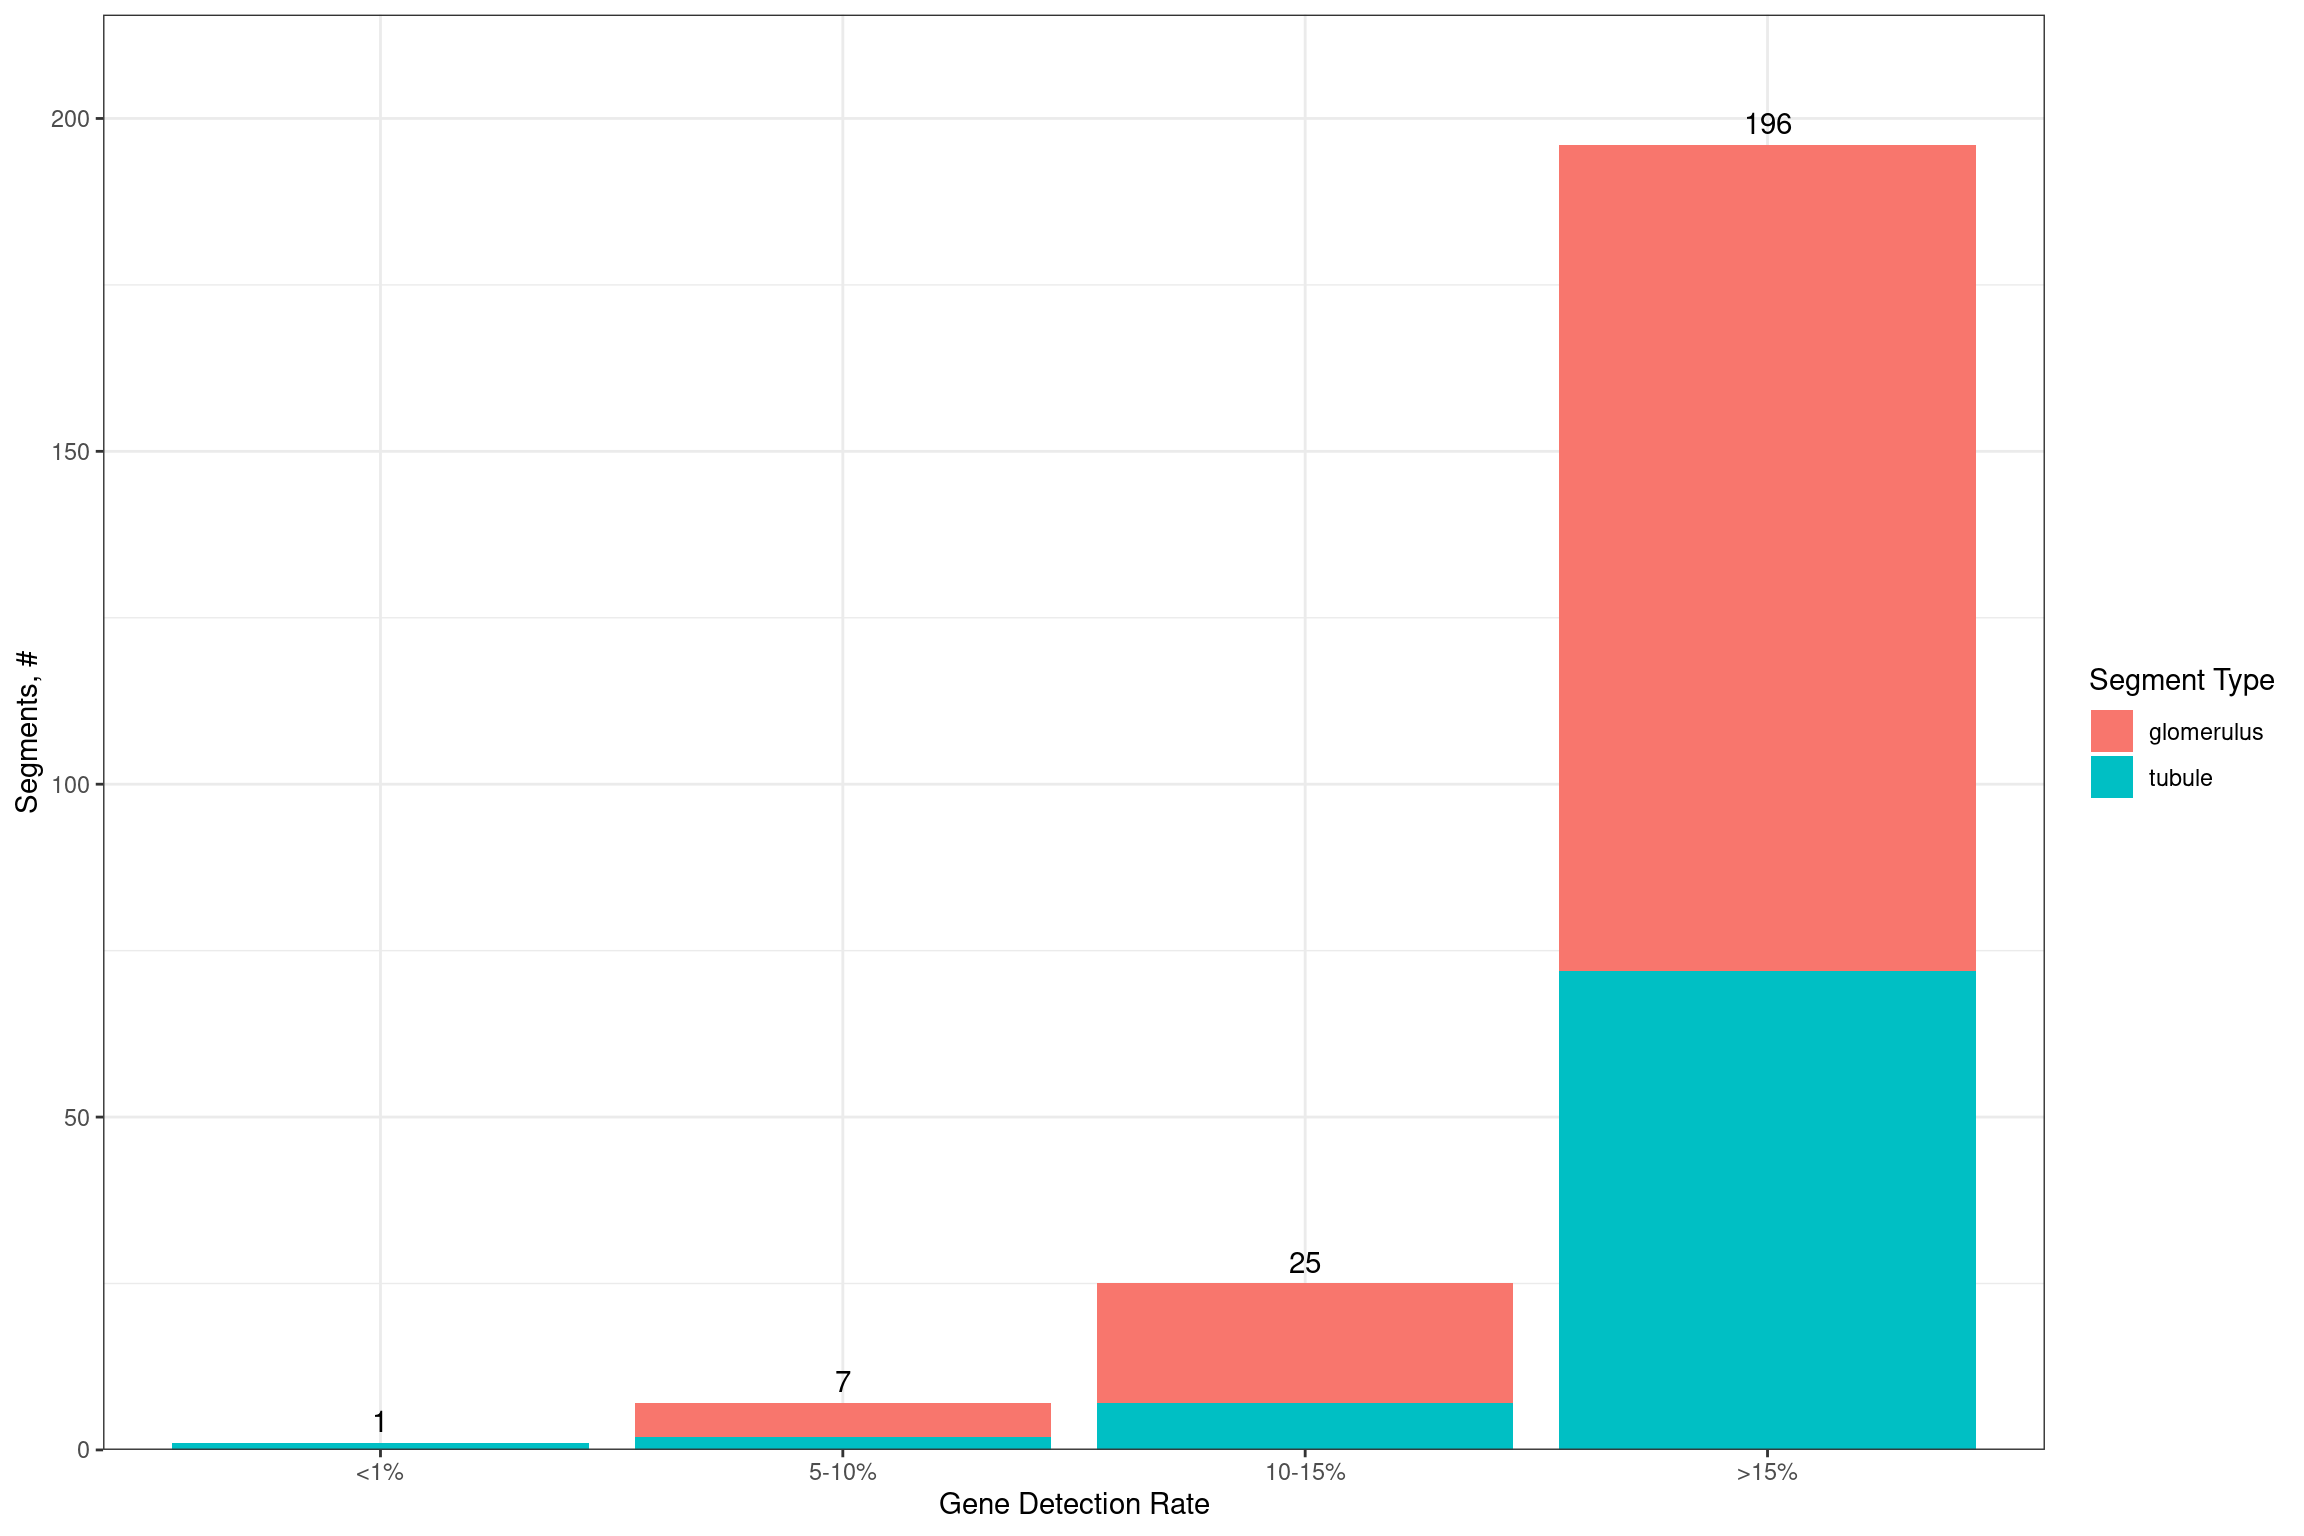 200
150
100
50
0
Segments, #
196
25
7
1
<1%
5-10%
10-15%
>15%
Gene Detection Rate
Segment Type
glomerulus
tubule